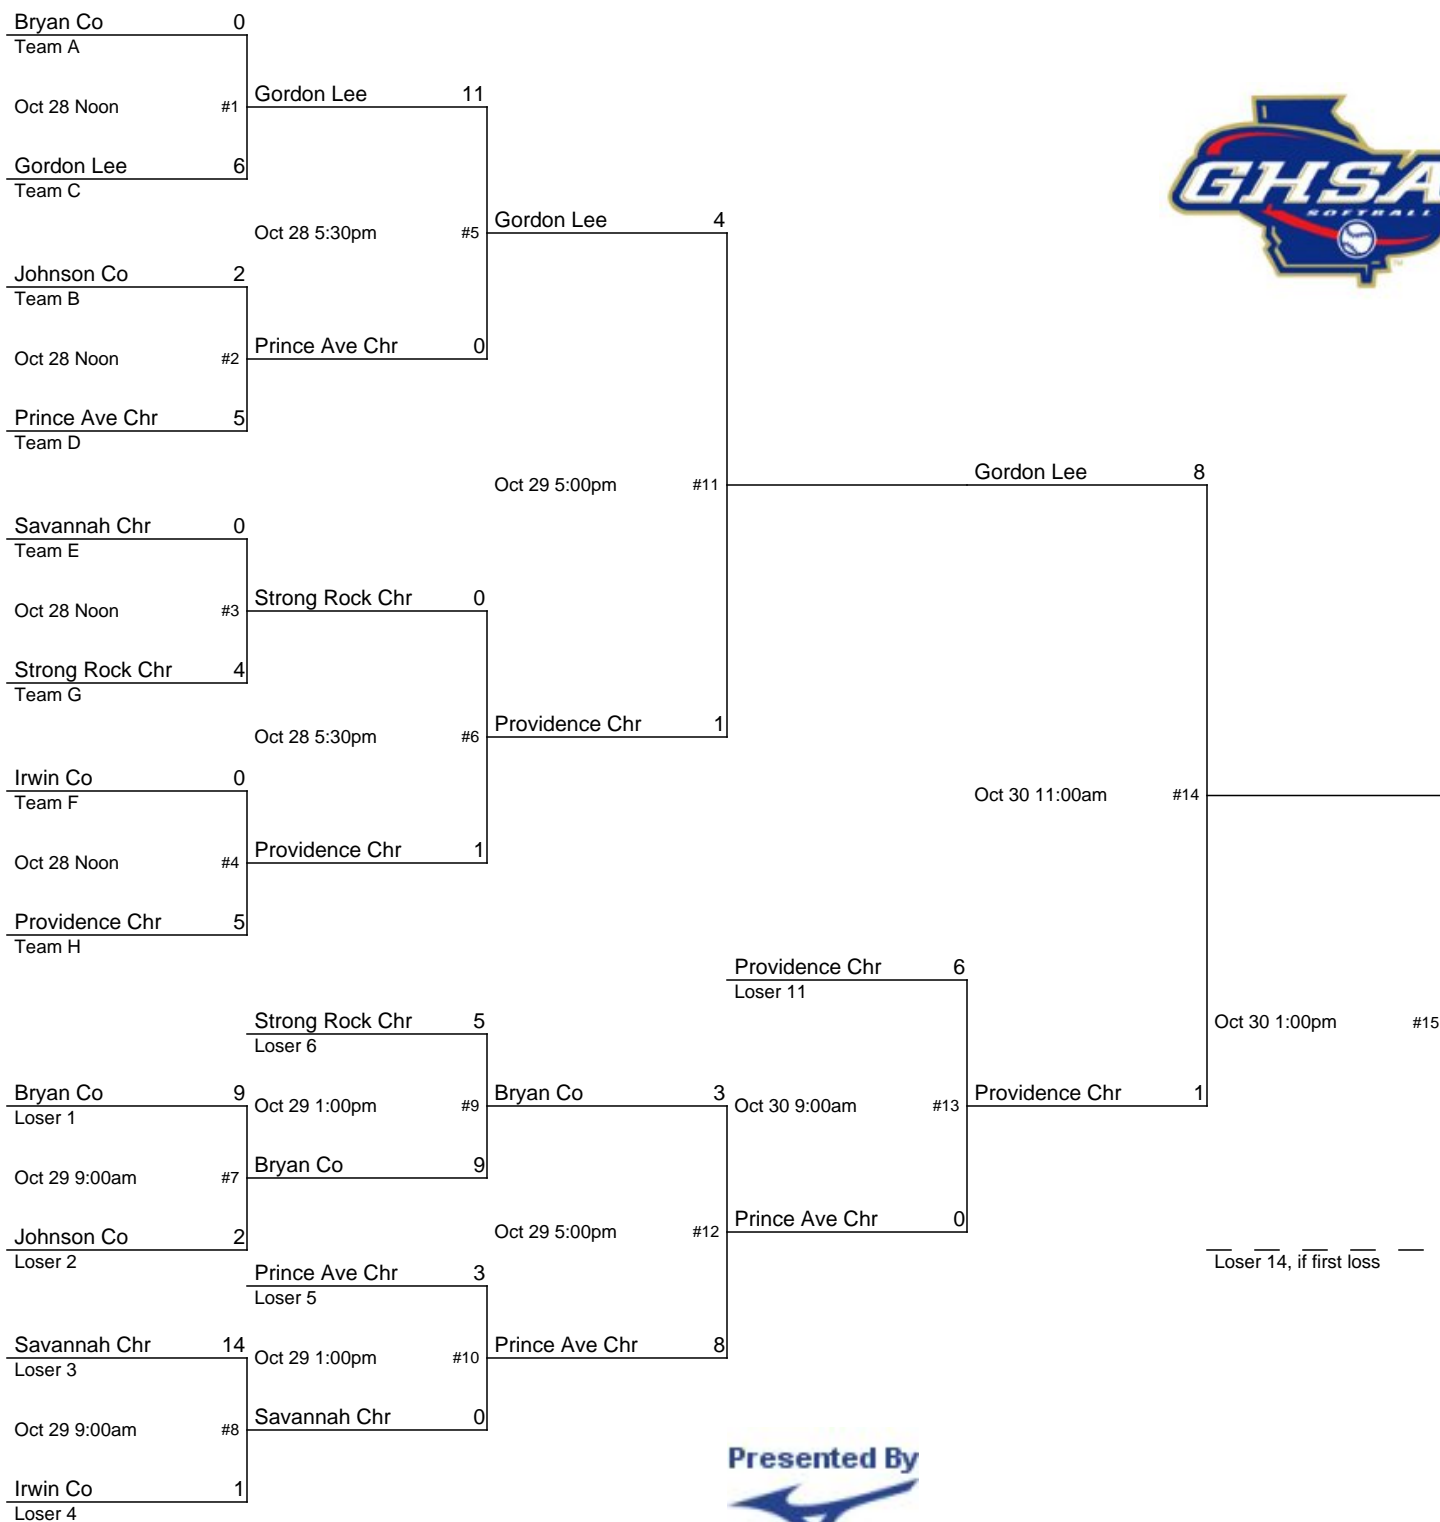 Bryan Co 0
Team A
Oct 28 Noon #1
Gordon Lee 11
Gordon Lee 6
Team C
Oct 28 5:30pm #5
Gordon Lee 4
Johnson Co 2
Team B
Oct 28 Noon #2
Prince Ave Chr 0
Prince Ave Chr 5
Team D
Oct 29 5:00pm #11
Gordon Lee 8
Savannah Chr 0
Team E
Oct 28 Noon #3
Strong Rock Chr 0
Strong Rock Chr 4
Team G
Oct 28 5:30pm #6
Providence Chr 1
Irwin Co 0
Team F
Oct 28 Noon #4
Providence Chr 1
Providence Chr 5
Team H
Oct 30 11:00am #14
GHSA
SOFTBALL
TM
Providence Chr 6
Loser 11
Strong Rock Chr 5
Loser 6
Oct 30 1:00pm #15
Bryan Co 9
Loser 1
Oct 29 1:00pm #9
Bryan Co 3
Oct 30 9:00am #13
Providence Chr 1
Oct 29 9:00am #7
Bryan Co 9
Johnson Co 2
Loser 2
Oct 29 5:00pm #12
Prince Ave Chr 0
Loser 14, if first loss
Prince Ave Chr 3
Loser 5
Savannah Chr 14
Loser 3
Oct 29 1:00pm #10
Prince Ave Chr 8
Oct 29 9:00am #8
Savannah Chr 0
Irwin Co 1
Loser 4
Presented By